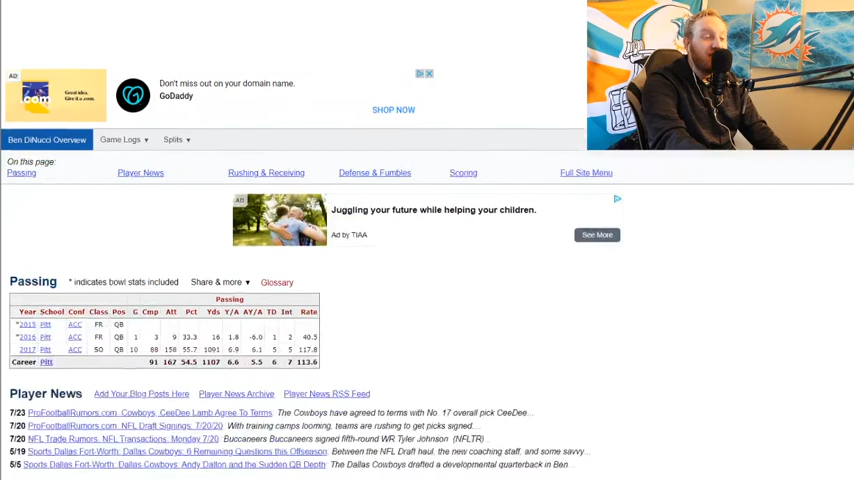 AD
Great idea.
Give it a .com.
.com
Don't miss out on your domain name.
GoDaddy
SHOP NOW
Ben DiNucci Overview Game Logs ▼ Splits ▼
On this page:
Passing Player News Rushing & Receiving Defense & Fumbles Scoring Full Site Menu
AD
Juggling your future while helping your children.
Ad by TIAA
See More
Passing * indicates bowl stats included Share & more ▼ Glossary
Passing
Year School Conf Class Pos G Cmp Att Pct Yds Y/A AY/A TD Int Rate
*2015 Pitt ACC FR QB
*2016 Pitt ACC FR QB 1 3 9 33.3 16 1.8 -6.0 1 2 40.5
2017 Pitt ACC SO QB 10 88 158 55.7 1091 6.9 6.1 5 5 117.8
Career Pitt 91 167 54.5 1107 6.6 5.5 6 7 113.6
Player News Add Your Blog Posts Here Player News Archive Player News RSS Feed
7/23 ProFootballRumors.com: Cowboys, CeeDee Lamb Agree To Terms: The Cowboys have agreed to terms with No. 17 overall pick CeeDee...
7/20 ProFootballRumors.com: NFL Draft Signings: 7/20/20: With training camps looming, teams are rushing to get picks signed...
7/20 NFL Trade Rumors: NFL Transactions: Monday 7/20: Buccaneers Buccaneers signed fifth-round WR Tyler Johnson (NFLTR)...
5/19 Sports Dallas Fort-Worth: Dallas Cowboys: 6 Remaining Questions this Offseason: Between the NFL Draft haul, the new coaching staff, and some savvy...
5/5 Sports Dallas Fort-Worth: Dallas Cowboys: Andy Dalton and the Sudden QB Depth: The Dallas Cowboys drafted a developmental quarterback in Ben...